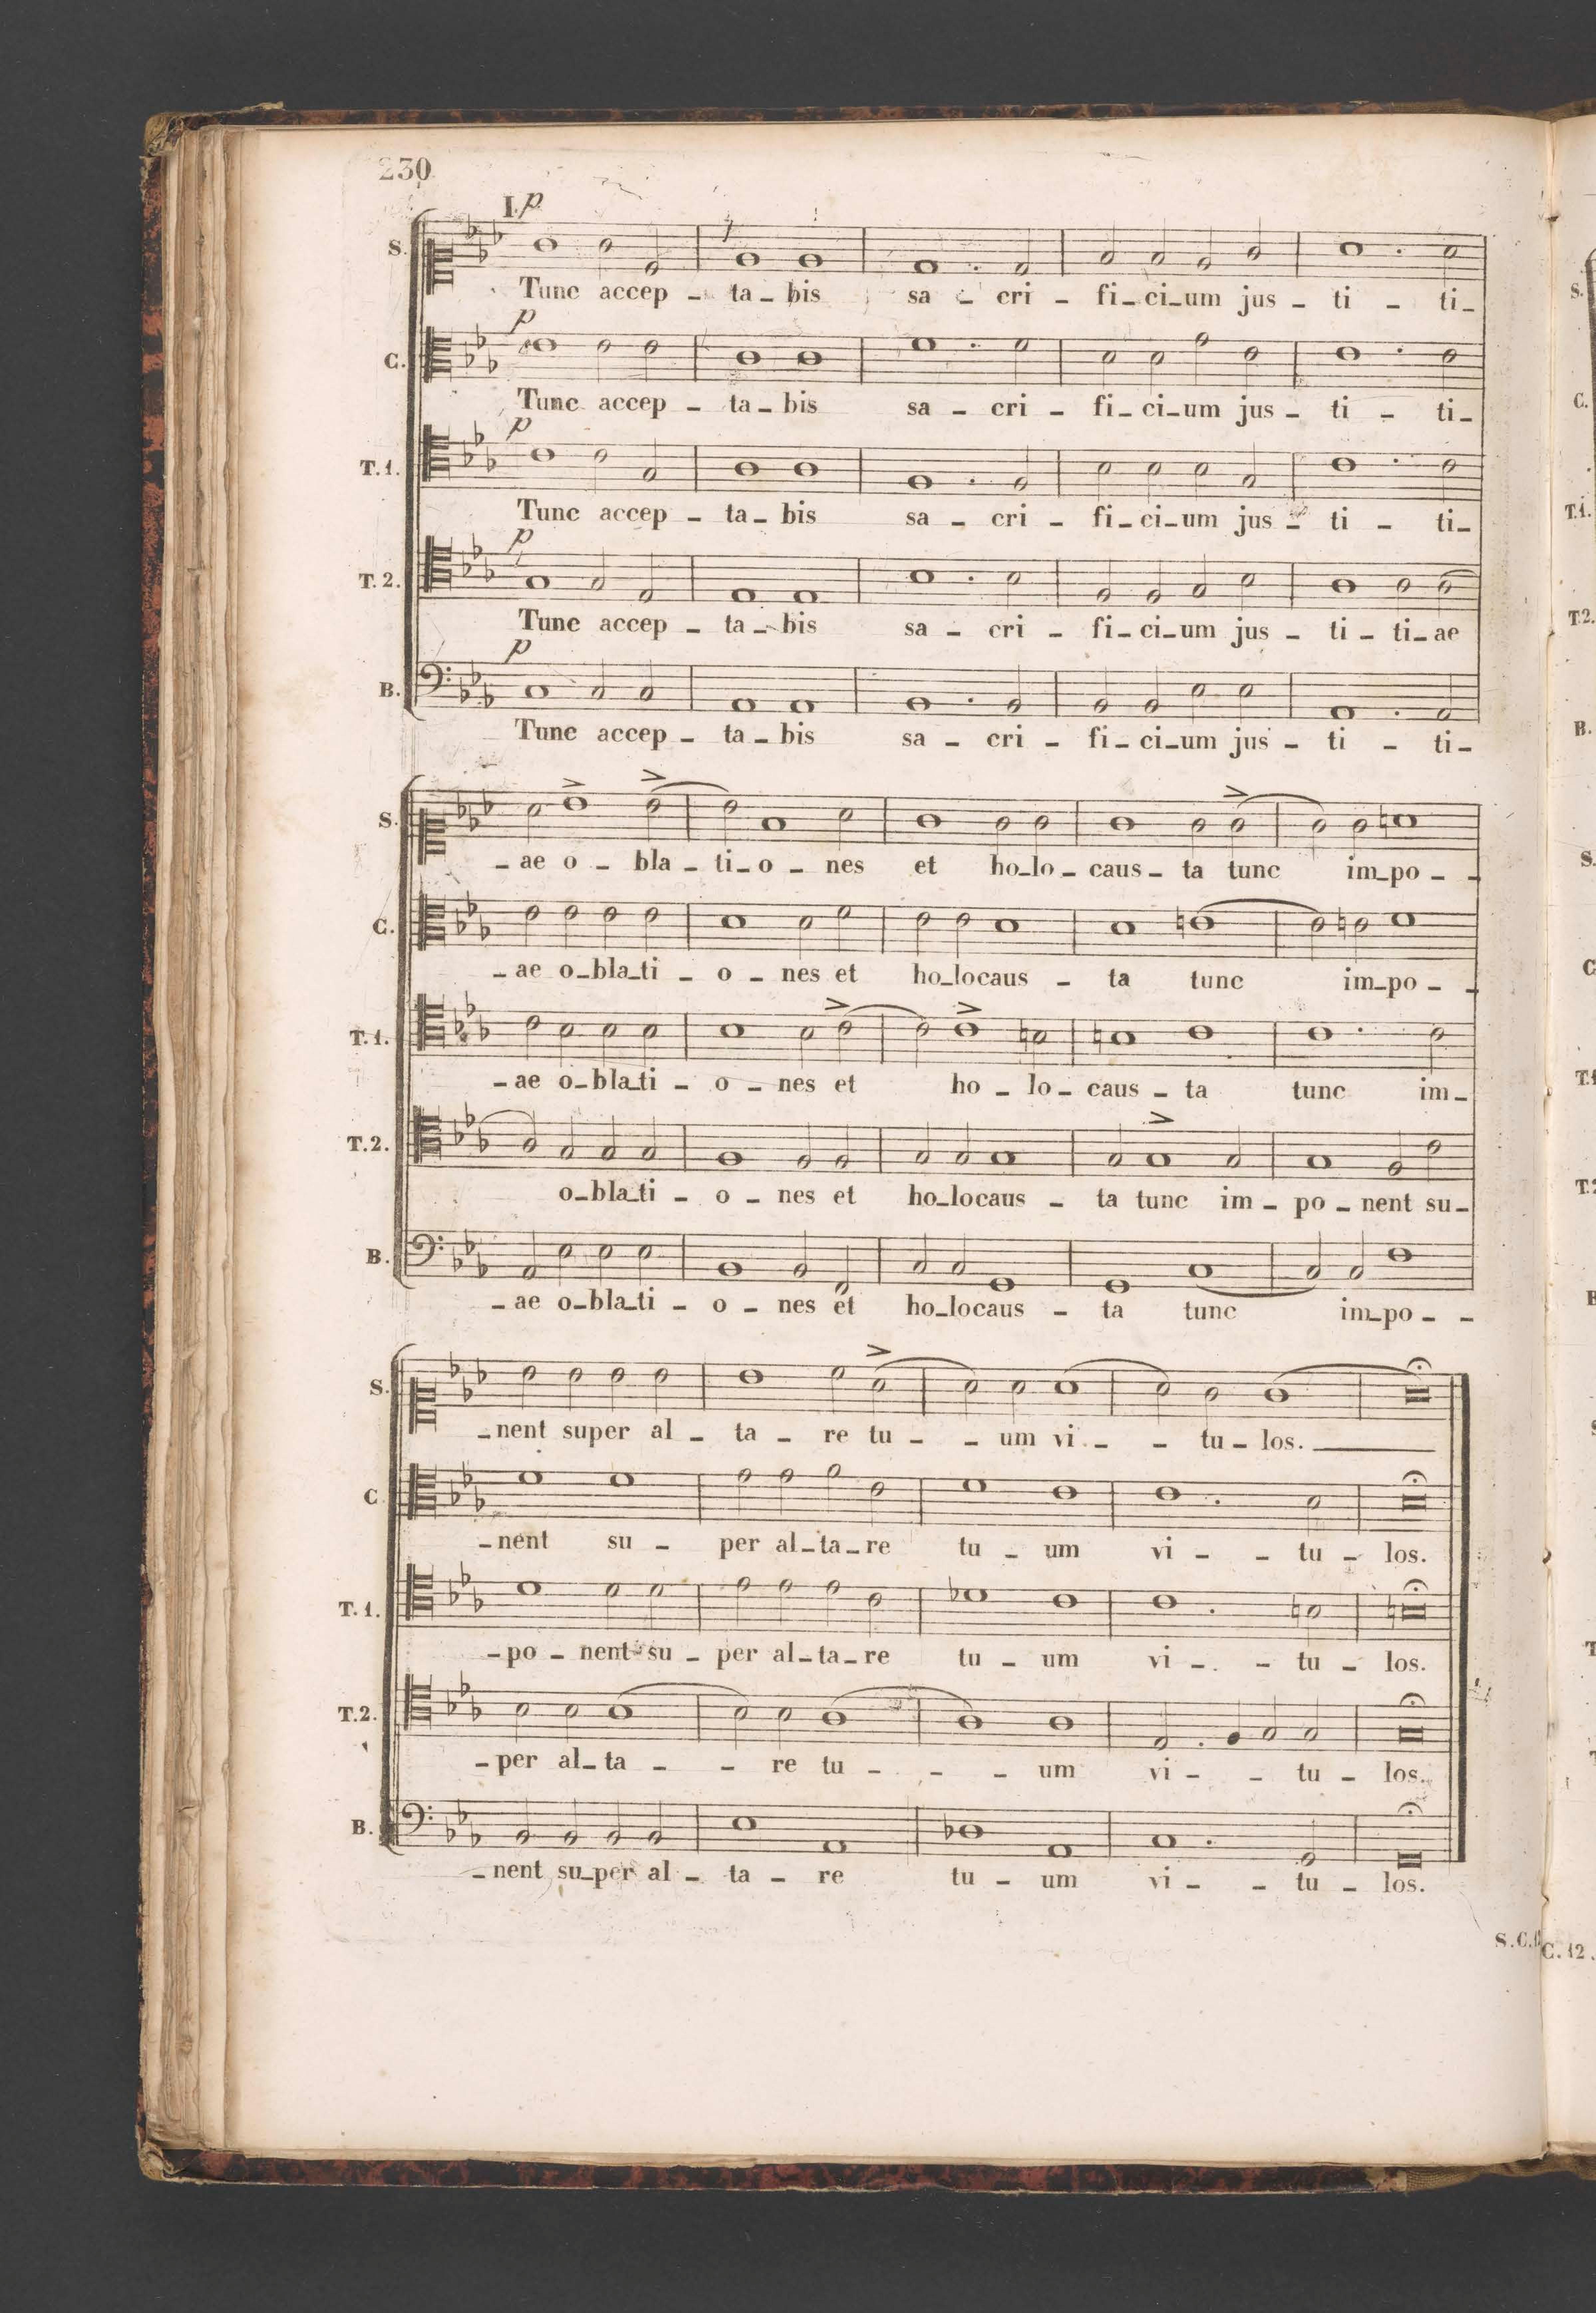 230
I. p
S.
Tunc accep - ta - bis sa - cri - fi - ci - um jus - ti - ti -
p
C.
Tunc accep - ta - bis sa - cri - fi - ci - um jus - ti - ti -
p
T. 1.
Tunc accep - ta - bis sa - cri - fi - ci - um jus - ti - ti -
p
T. 2.
Tunc accep - ta - bis sa - cri - fi - ci - um jus - ti - ti - ae
p
B.
Tunc accep - ta - bis sa - cri - fi - ci - um jus - ti - ti -
S.
- ae o - bla - ti - o - nes et ho - lo - caus - ta tunc im - po - -
C.
- ae o - bla - ti - o - nes et ho - locaus - ta tunc im - po - -
T. 1.
- ae o - bla - ti - o - nes et ho - lo - caus - ta tunc im -
T. 2.
o - bla - ti - o - nes et ho - locaus - ta tunc im - po - nent su -
B.
- ae o - bla - ti - o - nes et ho - locaus - ta tunc im - po - -
S.
- nent super al - ta - re tu - - um vi - - tu - los.
C
- nent su - per al - ta - re tu - um vi - - tu - los.
T. 1.
- po - nent su - per al - ta - re tu - um vi - - tu - los.
T. 2.
- per al - ta - - re tu - - - um vi - - tu - los.
B.
- nent su - per al - ta - re tu - um vi - - tu - los.
S. C.
C. 12.
S.
C.
T. 1.
T. 2.
B.